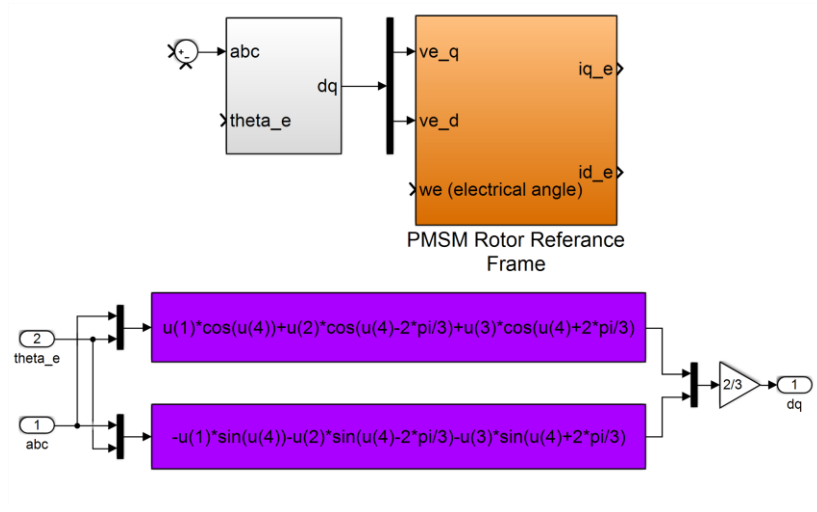 +
-
abc
dq
theta_e
ve_q
ve_d
we (electrical angle)
iq_e
id_e
PMSM Rotor Referance
Frame
u(1)*cos(u(4))+u(2)*cos(u(4)-2*pi/3)+u(3)*cos(u(4)+2*pi/3)
2
theta_e
2/3
1
dq
1
abc
-u(1)*sin(u(4))-u(2)*sin(u(4)-2*pi/3)-u(3)*sin(u(4)+2*pi/3)